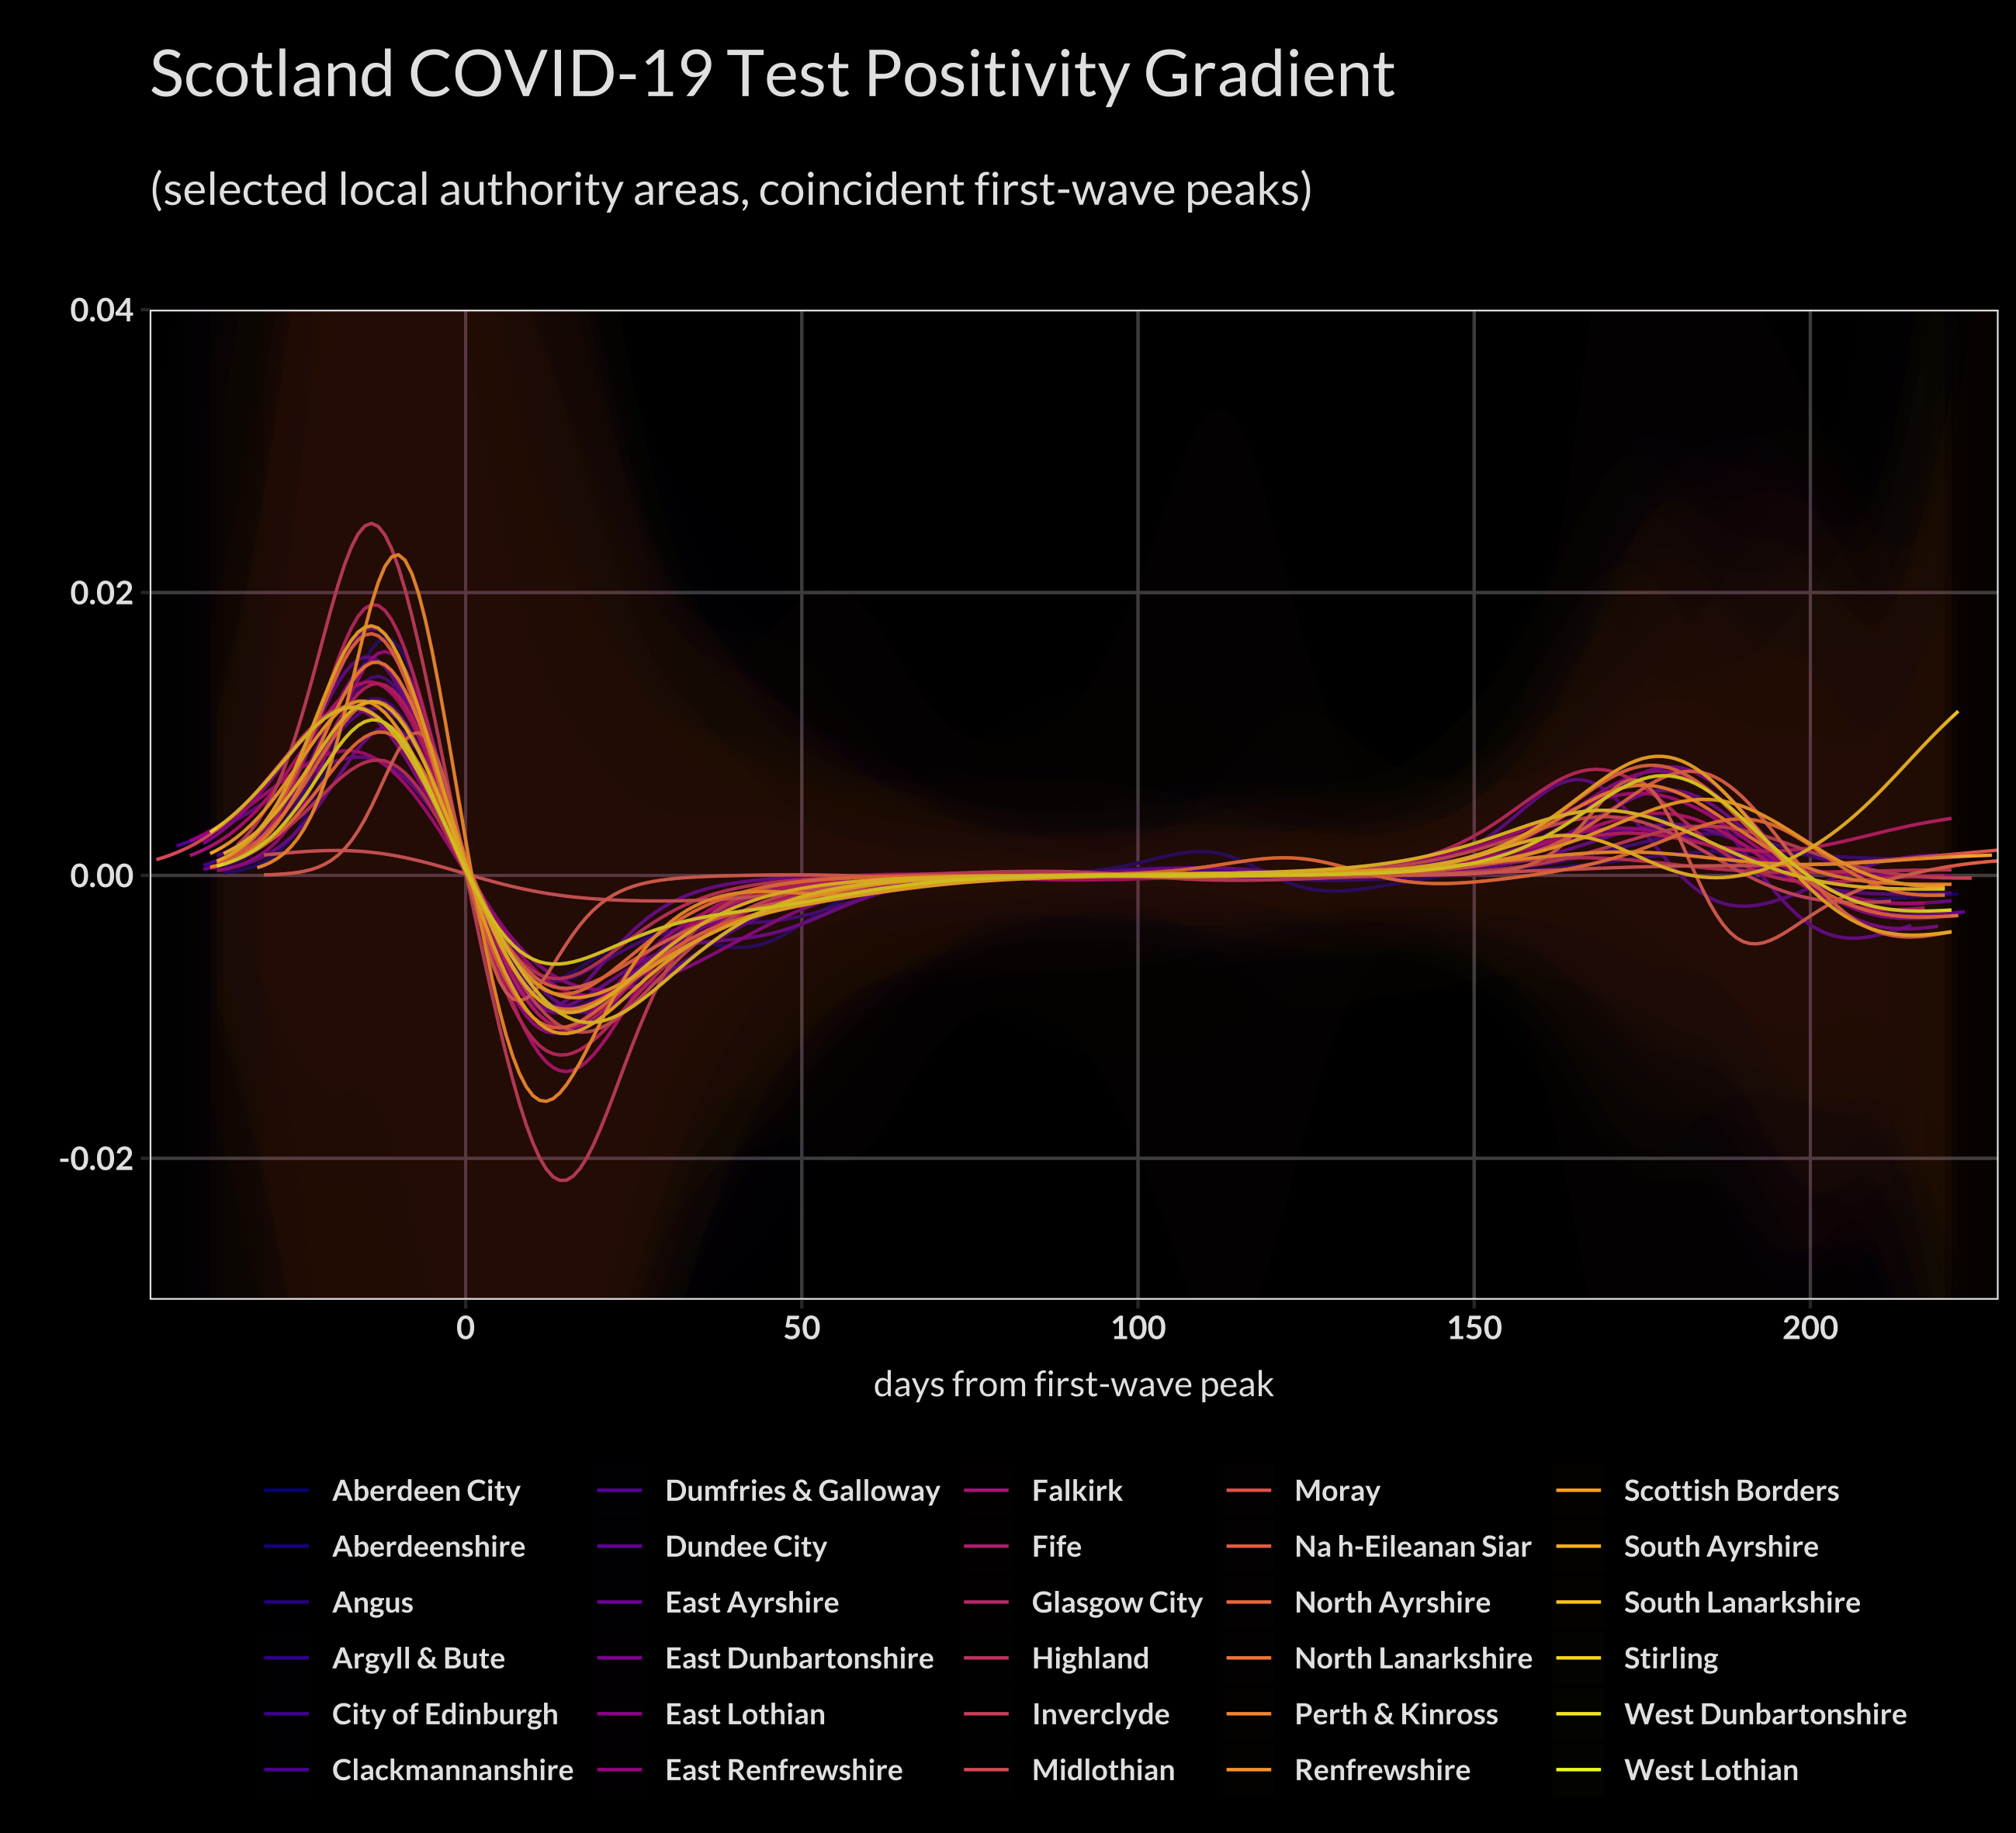 Scotland COVID-19 Test Positivity Gradient
(selected local authority areas, coincident first-wave peaks)
0.04
0.02
0.00
-0.02
0 50 100 150 200
days from first-wave peak
Aberdeen City Dumfries & Galloway Falkirk Moray Scottish Borders
Aberdeenshire Dundee City Fife Na h-Eileanan Siar South Ayrshire
Angus East Ayrshire Glasgow City North Ayrshire South Lanarkshire
Argyll & Bute East Dunbartonshire Highland North Lanarkshire Stirling
City of Edinburgh East Lothian Inverclyde Perth & Kinross West Dunbartonshire
Clackmannanshire East Renfrewshire Midlothian Renfrewshire West Lothian